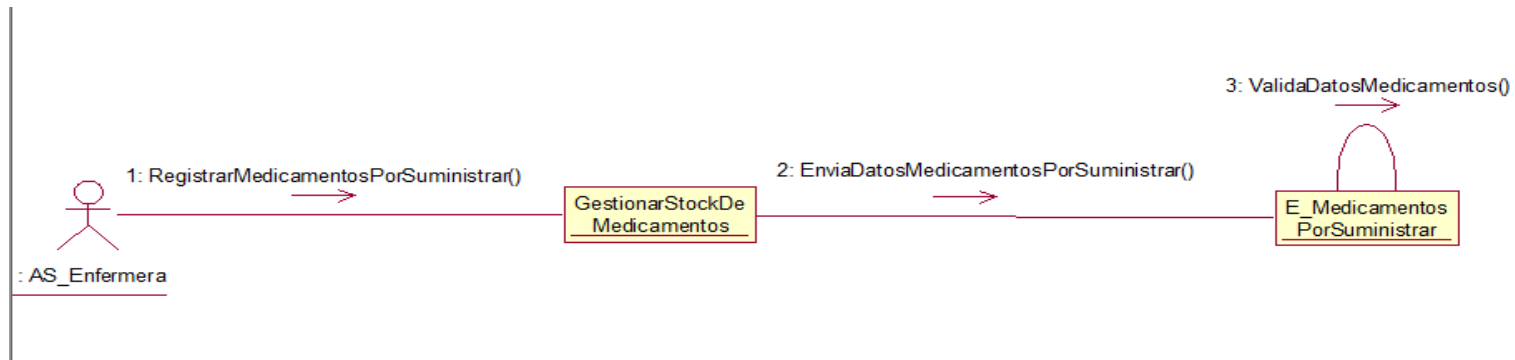 3: ValidaDatosMedicamentos()
1: RegistrarMedicamentosPorSuministrar()
2: EnviaDatosMedicamentosPorSuministrar()
GestionarStockDe
Medicamentos
E_Medicamentos
PorSuministrar
: AS_Enfermera